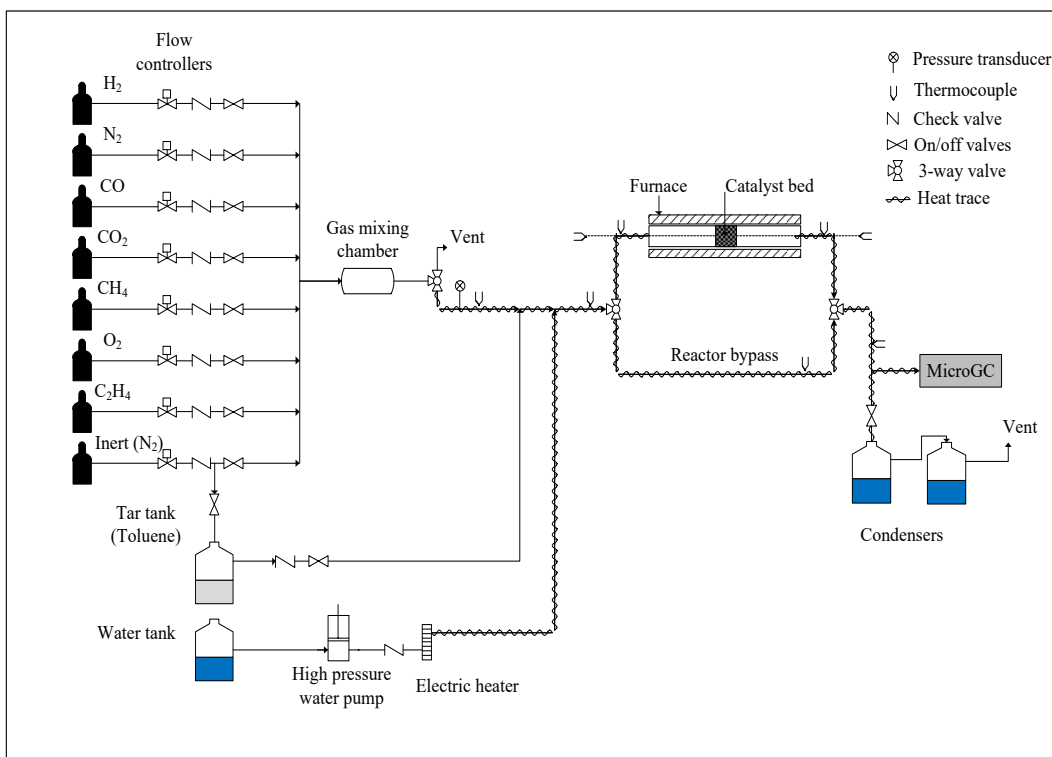 Flow
controllers
H₂
N₂
CO
CO₂
CH₄
O₂
C₂H₄
Inert (N₂)
Tar tank
(Toluene)
Water tank
High pressure
water pump
Electric heater
Gas mixing
chamber
Vent
Furnace
Catalyst bed
Reactor bypass
MicroGC
Vent
Condensers
Pressure transducer
Thermocouple
Check valve
On/off valves
3-way valve
Heat trace